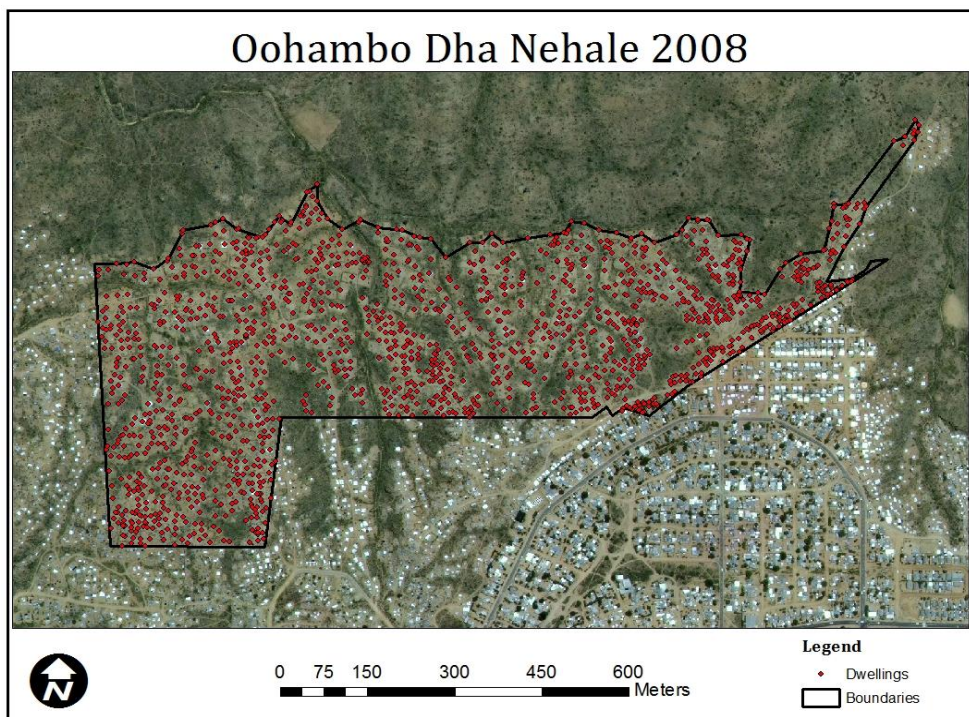 Oohambo Dha Nehale 2008
N
0 75 150 300 450 600
Meters
Legend
Dwellings
Boundaries